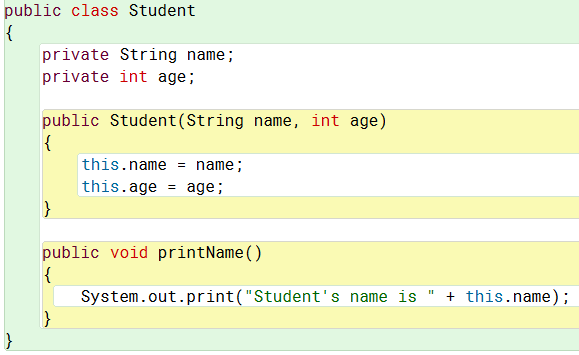 public class Student
{
private String name;
private int age;
public Student(String name, int age)
{
this.name = name;
this.age = age;
}
public void printName()
{
System.out.print("Student's name is " + this.name);
}
}